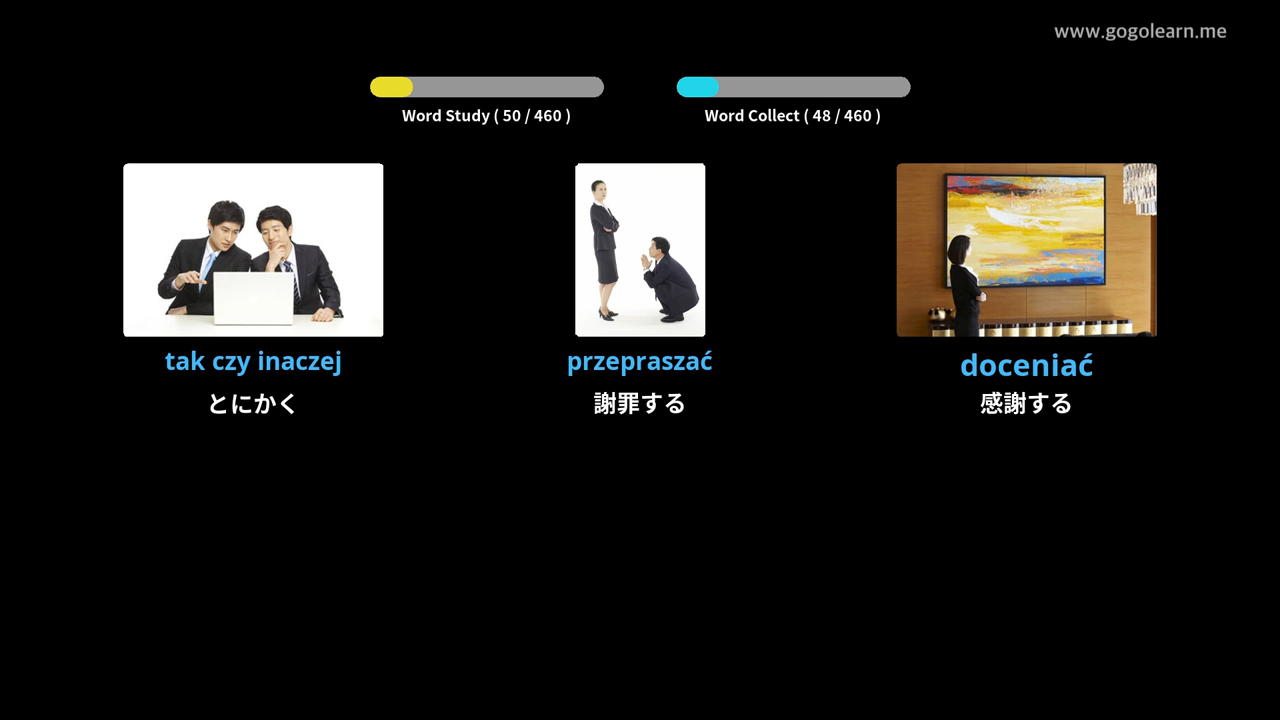 www.gogolearn.me
Word Study ( 50 / 460 )
Word Collect ( 48 / 460 )
tak czy inaczej
przepraszać
doceniać
とにかく
謝罪する
感謝する